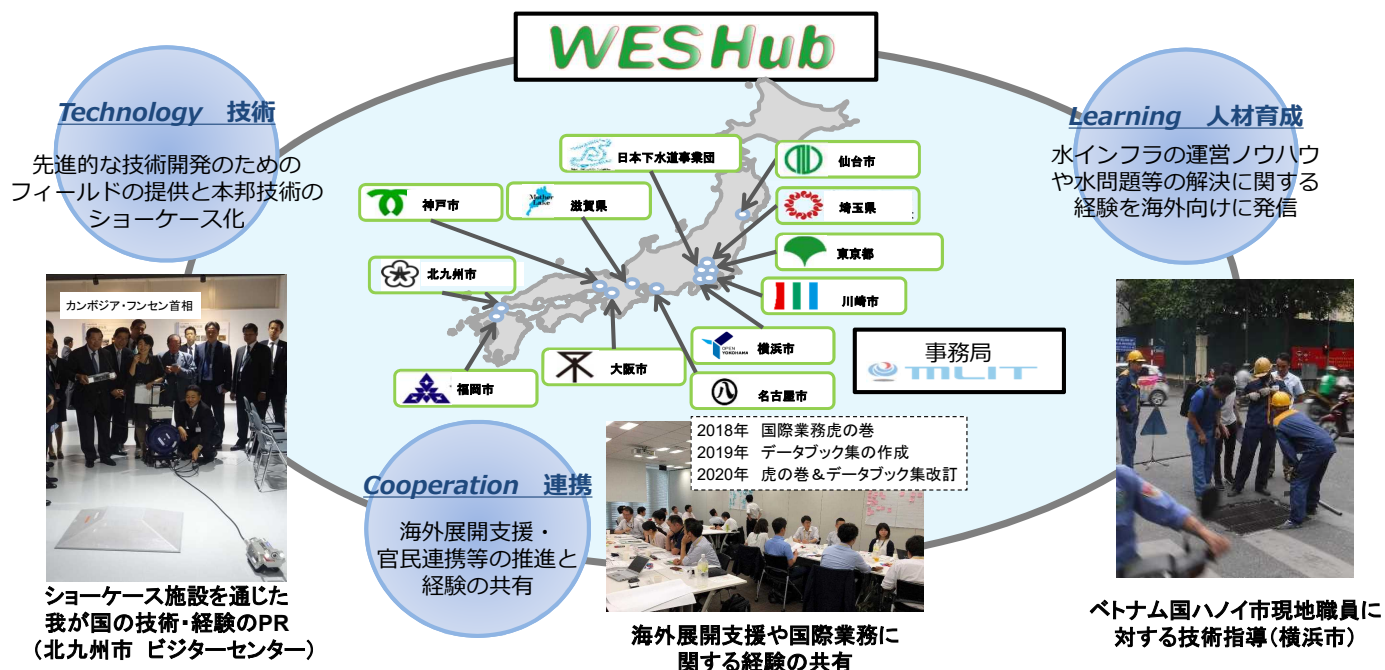 WES Hub
Technology 技術
先進的な技術開発のための
フィールドの提供と本邦技術の
ショーケース化
Learning 人材育成
水インフラの運営ノウハウ
や水問題等の解決に関する
経験を海外向けに発信
日本下水道事業団
仙台市
神戸市
Mother
Lake
滋賀県
埼玉県
東京都
北九州市
川崎市
OPEN
YOKOHAMA
横浜市
事務局
MLIT
大阪市
福岡市
八
名古屋市
カンボジア・フンセン首相
2018年 国際業務虎の巻
2019年 データブック集の作成
2020年 虎の巻＆データブック集改訂
Cooperation 連携
海外展開支援・
官民連携等の推進と
経験の共有
ショーケース施設を通じた
我が国の技術・経験のPR
（北九州市 ビジターセンター）
海外展開支援や国際業務に
関する経験の共有
ベトナム国ハノイ市現地職員に
対する技術指導（横浜市）